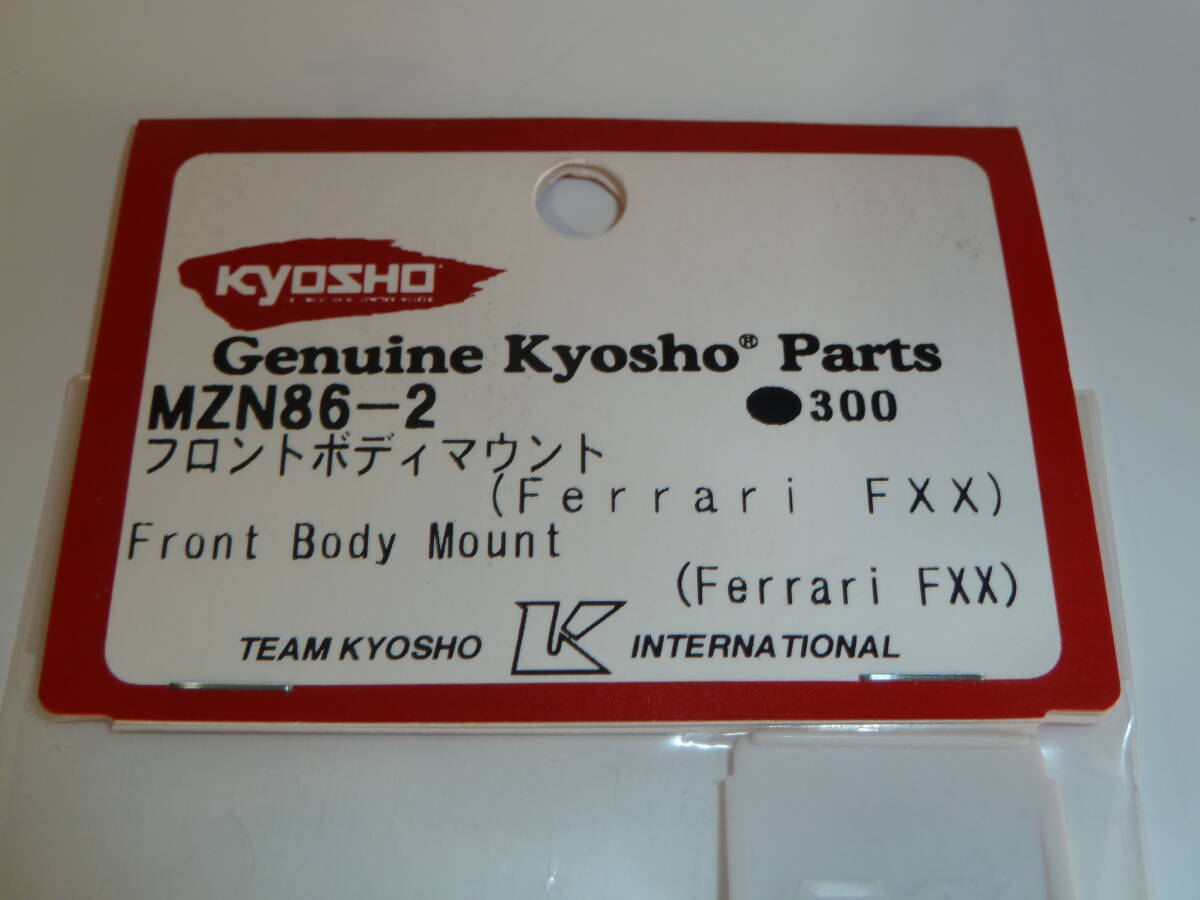 KYOSHO
Genuine Kyosho® Parts
MZN86-2 ●300
フロントボディマウント
(Ferrari FXX)
Front Body Mount
(Ferrari FXX)
TEAM KYOSHO K INTERNATIONAL